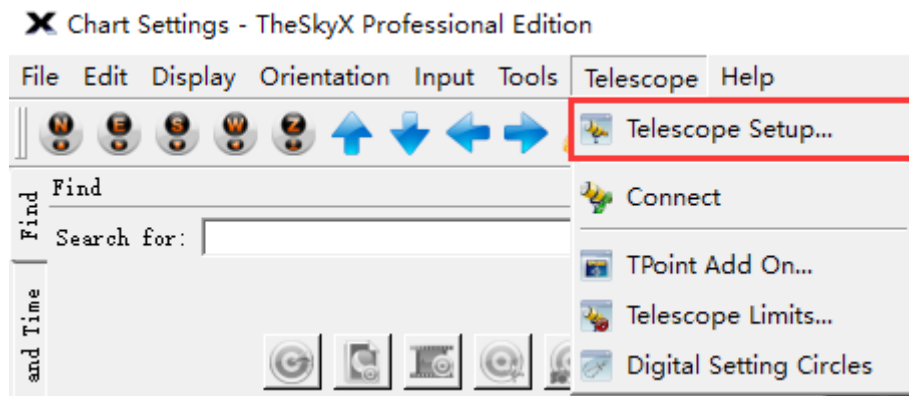 Chart Settings - TheSkyX Professional Edition
File Edit Display Orientation Input Tools Telescope Help
N E S W Z
Telescope Setup...
Find
Find
Connect
Search for:
TPoint Add On...
and Time
Telescope Limits...
Digital Setting Circles